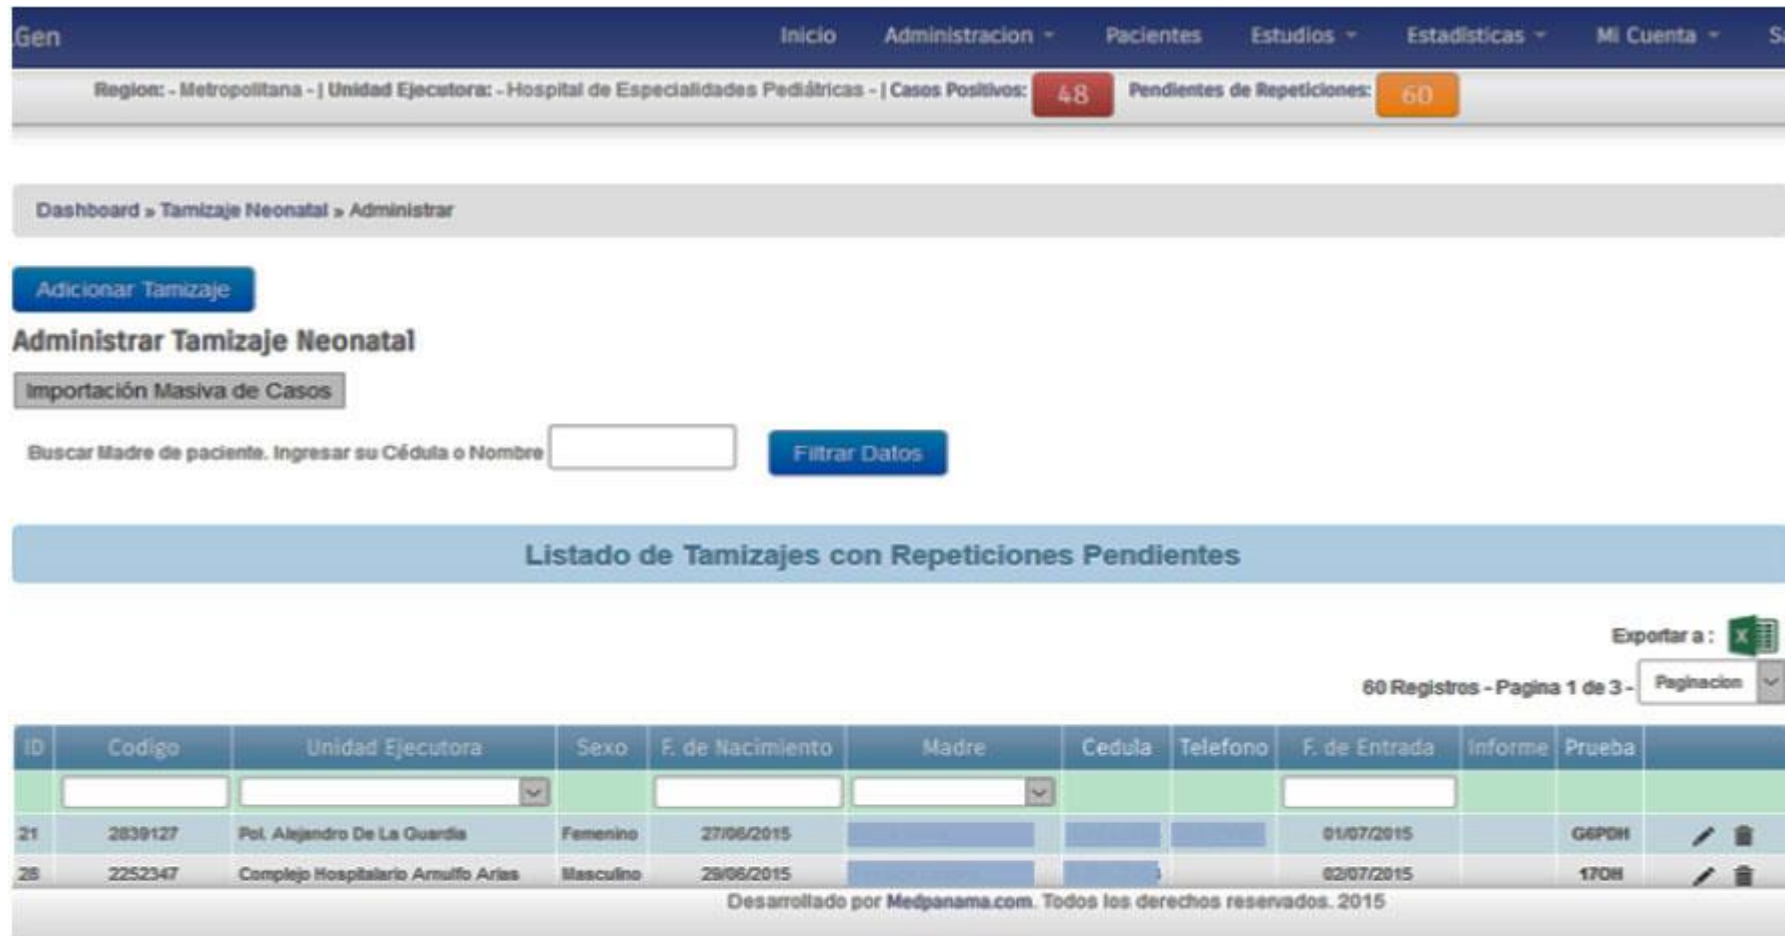 .Gen Inicio Administracion Pacientes Estudios Estadisticas Mi Cuenta
Region: - Metropolitana - | Unidad Ejecutora: - Hospital de Especialidades Pediátricas - | Casos Positivos: 48 Pendientes de Repeticiones: 60
Dashboard » Tamizaje Neonatal » Administrar
Adicionar Tamizaje
Administrar Tamizaje Neonatal
Importación Masiva de Casos
Buscar Madre de paciente. Ingresar su Cédula o Nombre Filtrar Datos
Listado de Tamizajes con Repeticiones Pendientes
Exportar a :
60 Registros - Pagina 1 de 3 - Paginacion
ID Codigo Unidad Ejecutora Sexo F. de Nacimiento Madre Cedula Telefono F. de Entrada Informe Prueba
21 2839127 Pol. Alejandro De La Guardia Femenino 27/06/2015 01/07/2015 G6PDH
28 2252347 Complejo Hospitalario Arnulfo Arias Masculino 29/06/2015 02/07/2015 17OH
Desarrollado por Medpanama.com. Todos los derechos reservados. 2015